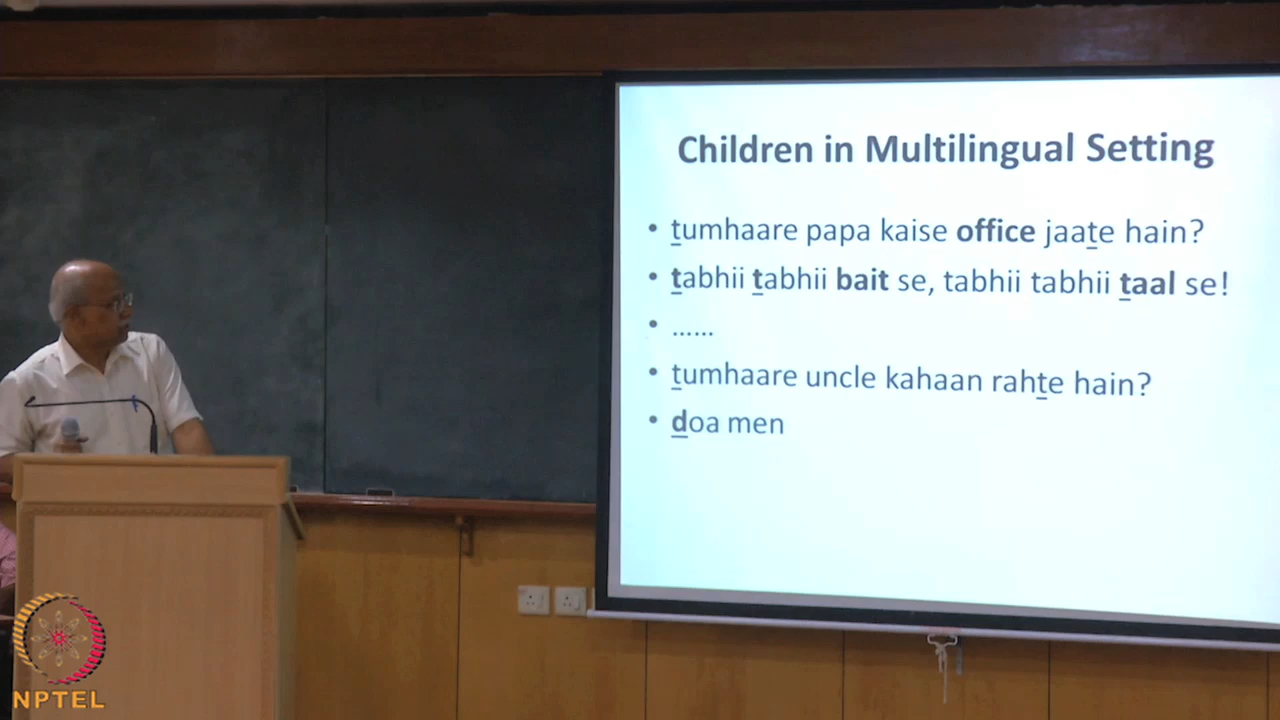 Children in Multilingual Setting
• tumhaare papa kaise office jaate hain?
• tabhii tabhii bait se, tabhii tabhii taal se!
• ......
• tumhaare uncle kahaan rahte hain?
• doa men
NPTEL